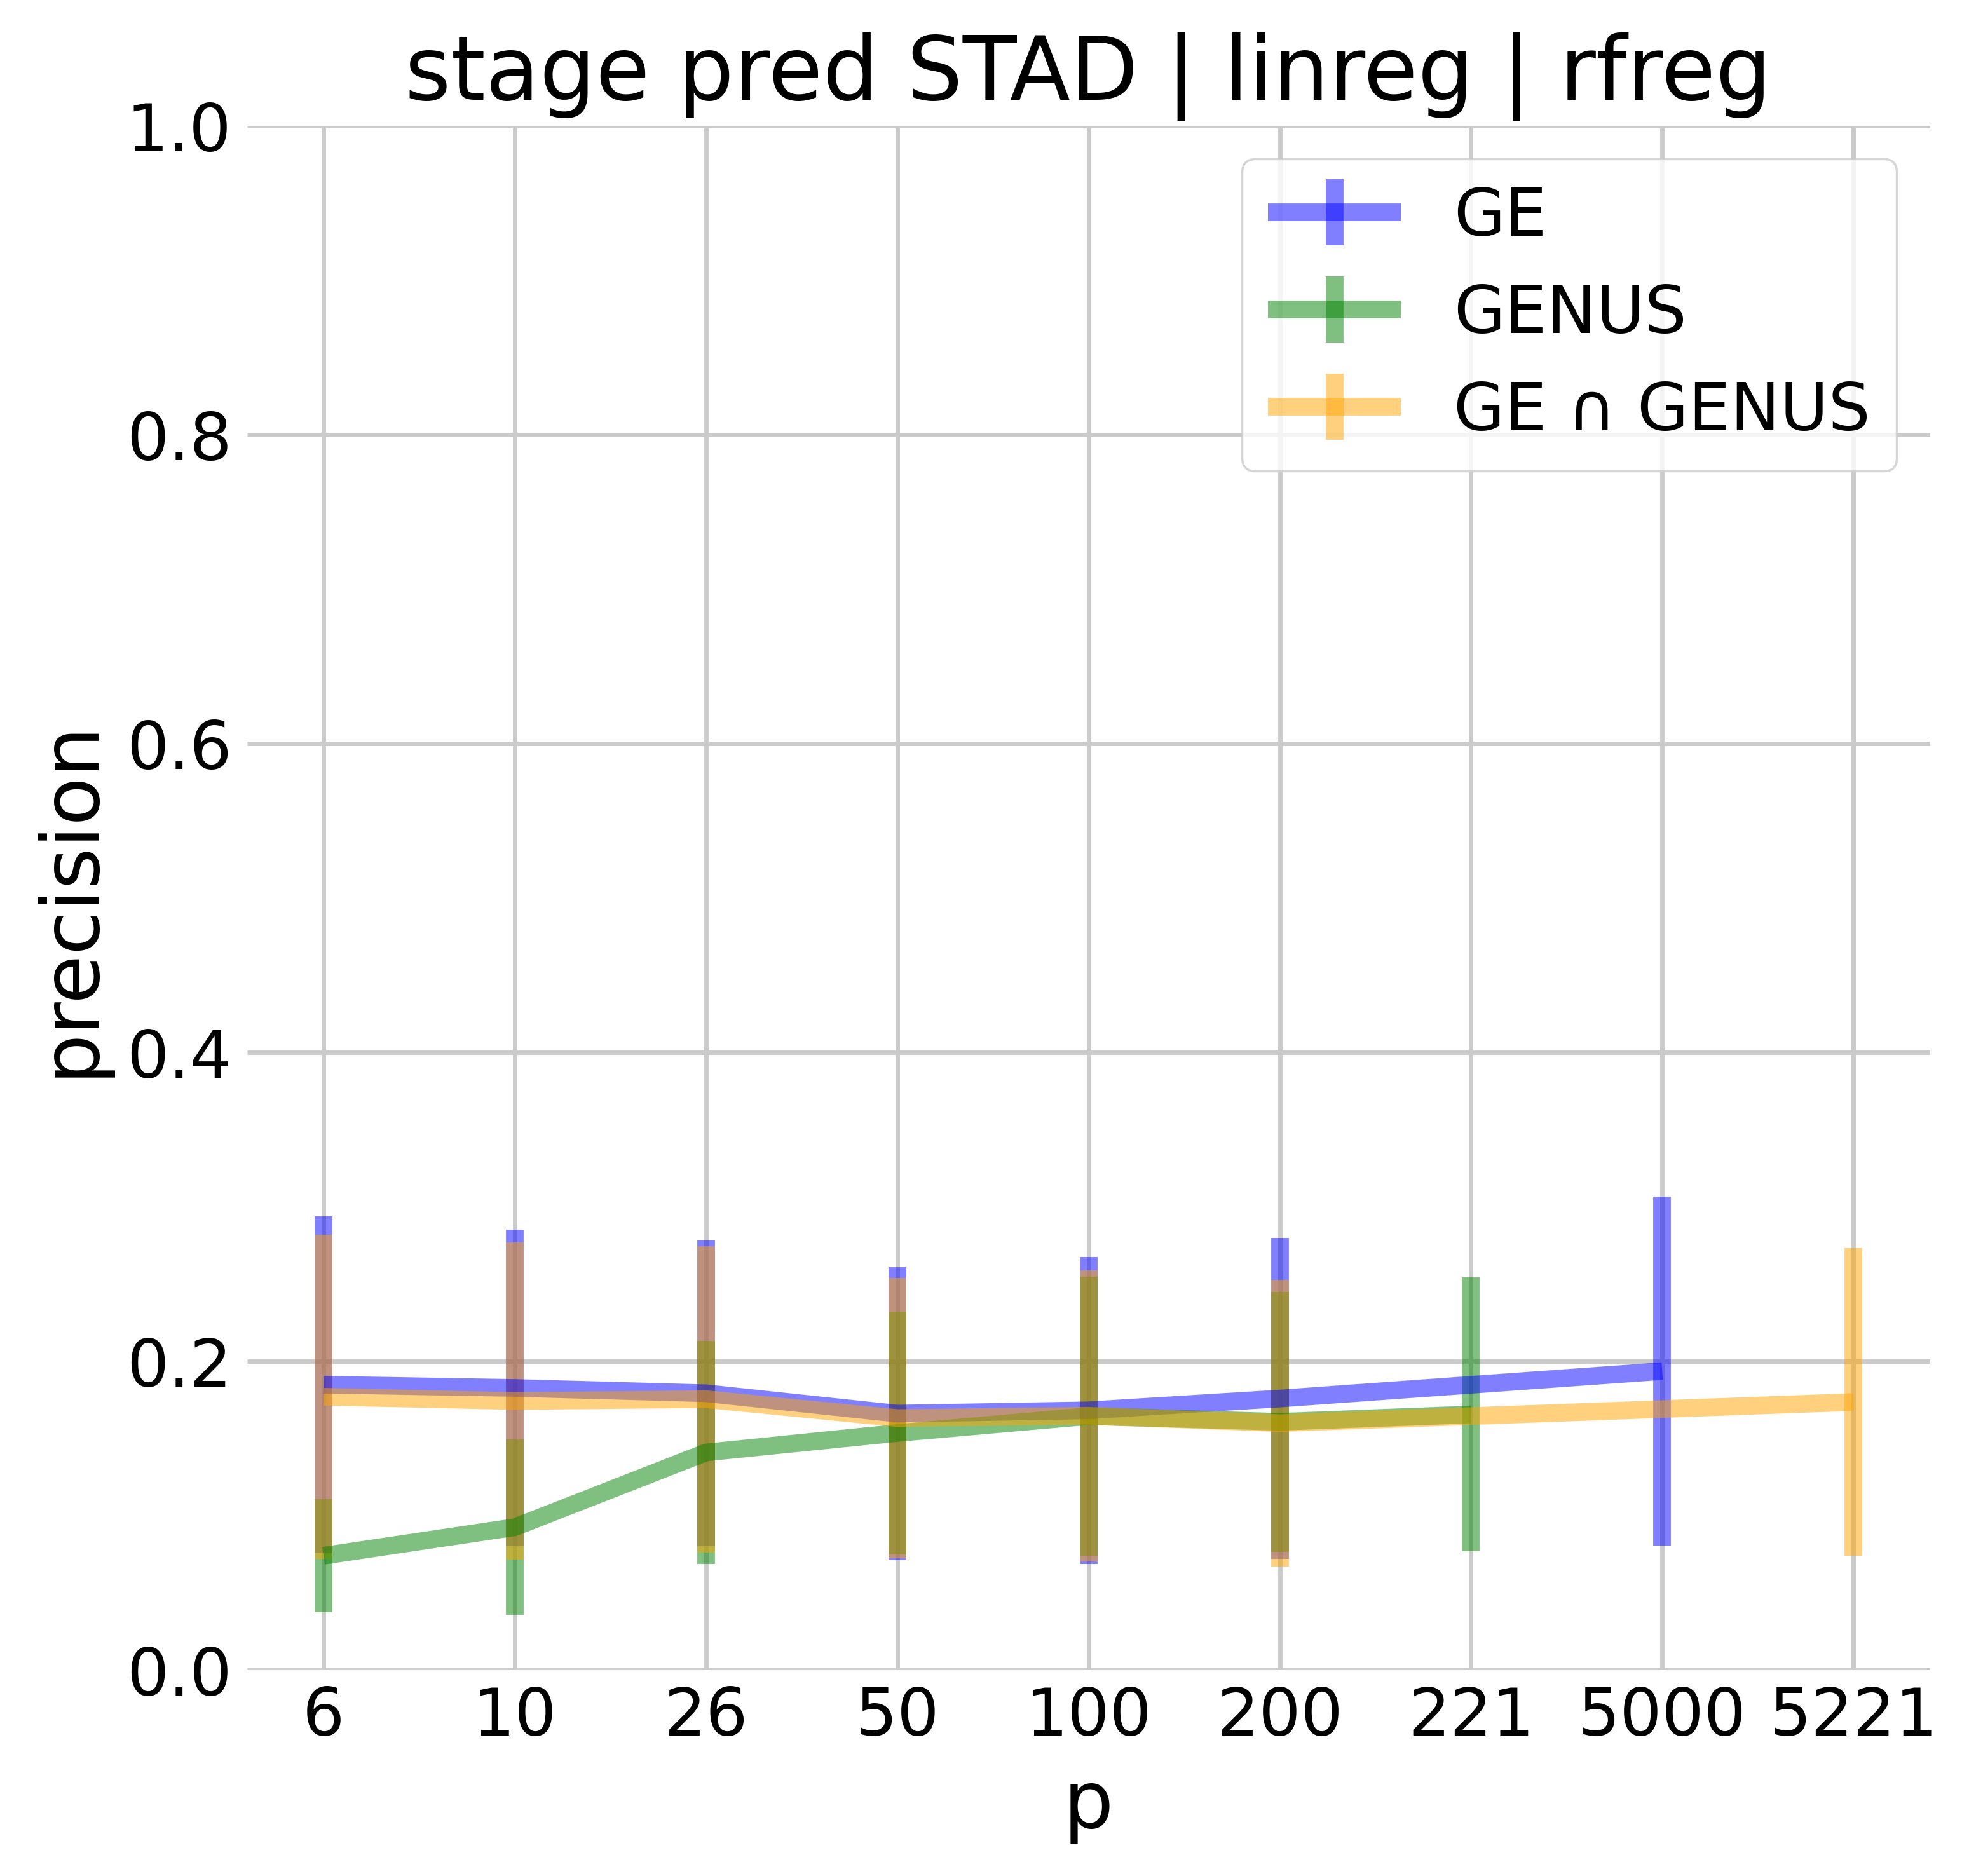 stage pred STAD | linreg | rfreg
1.0
0.8
0.6
0.4
0.2
0.0
precision
GE
GENUS
GE ∩ GENUS
6 10 26 50 100 200 221 5000 5221
p